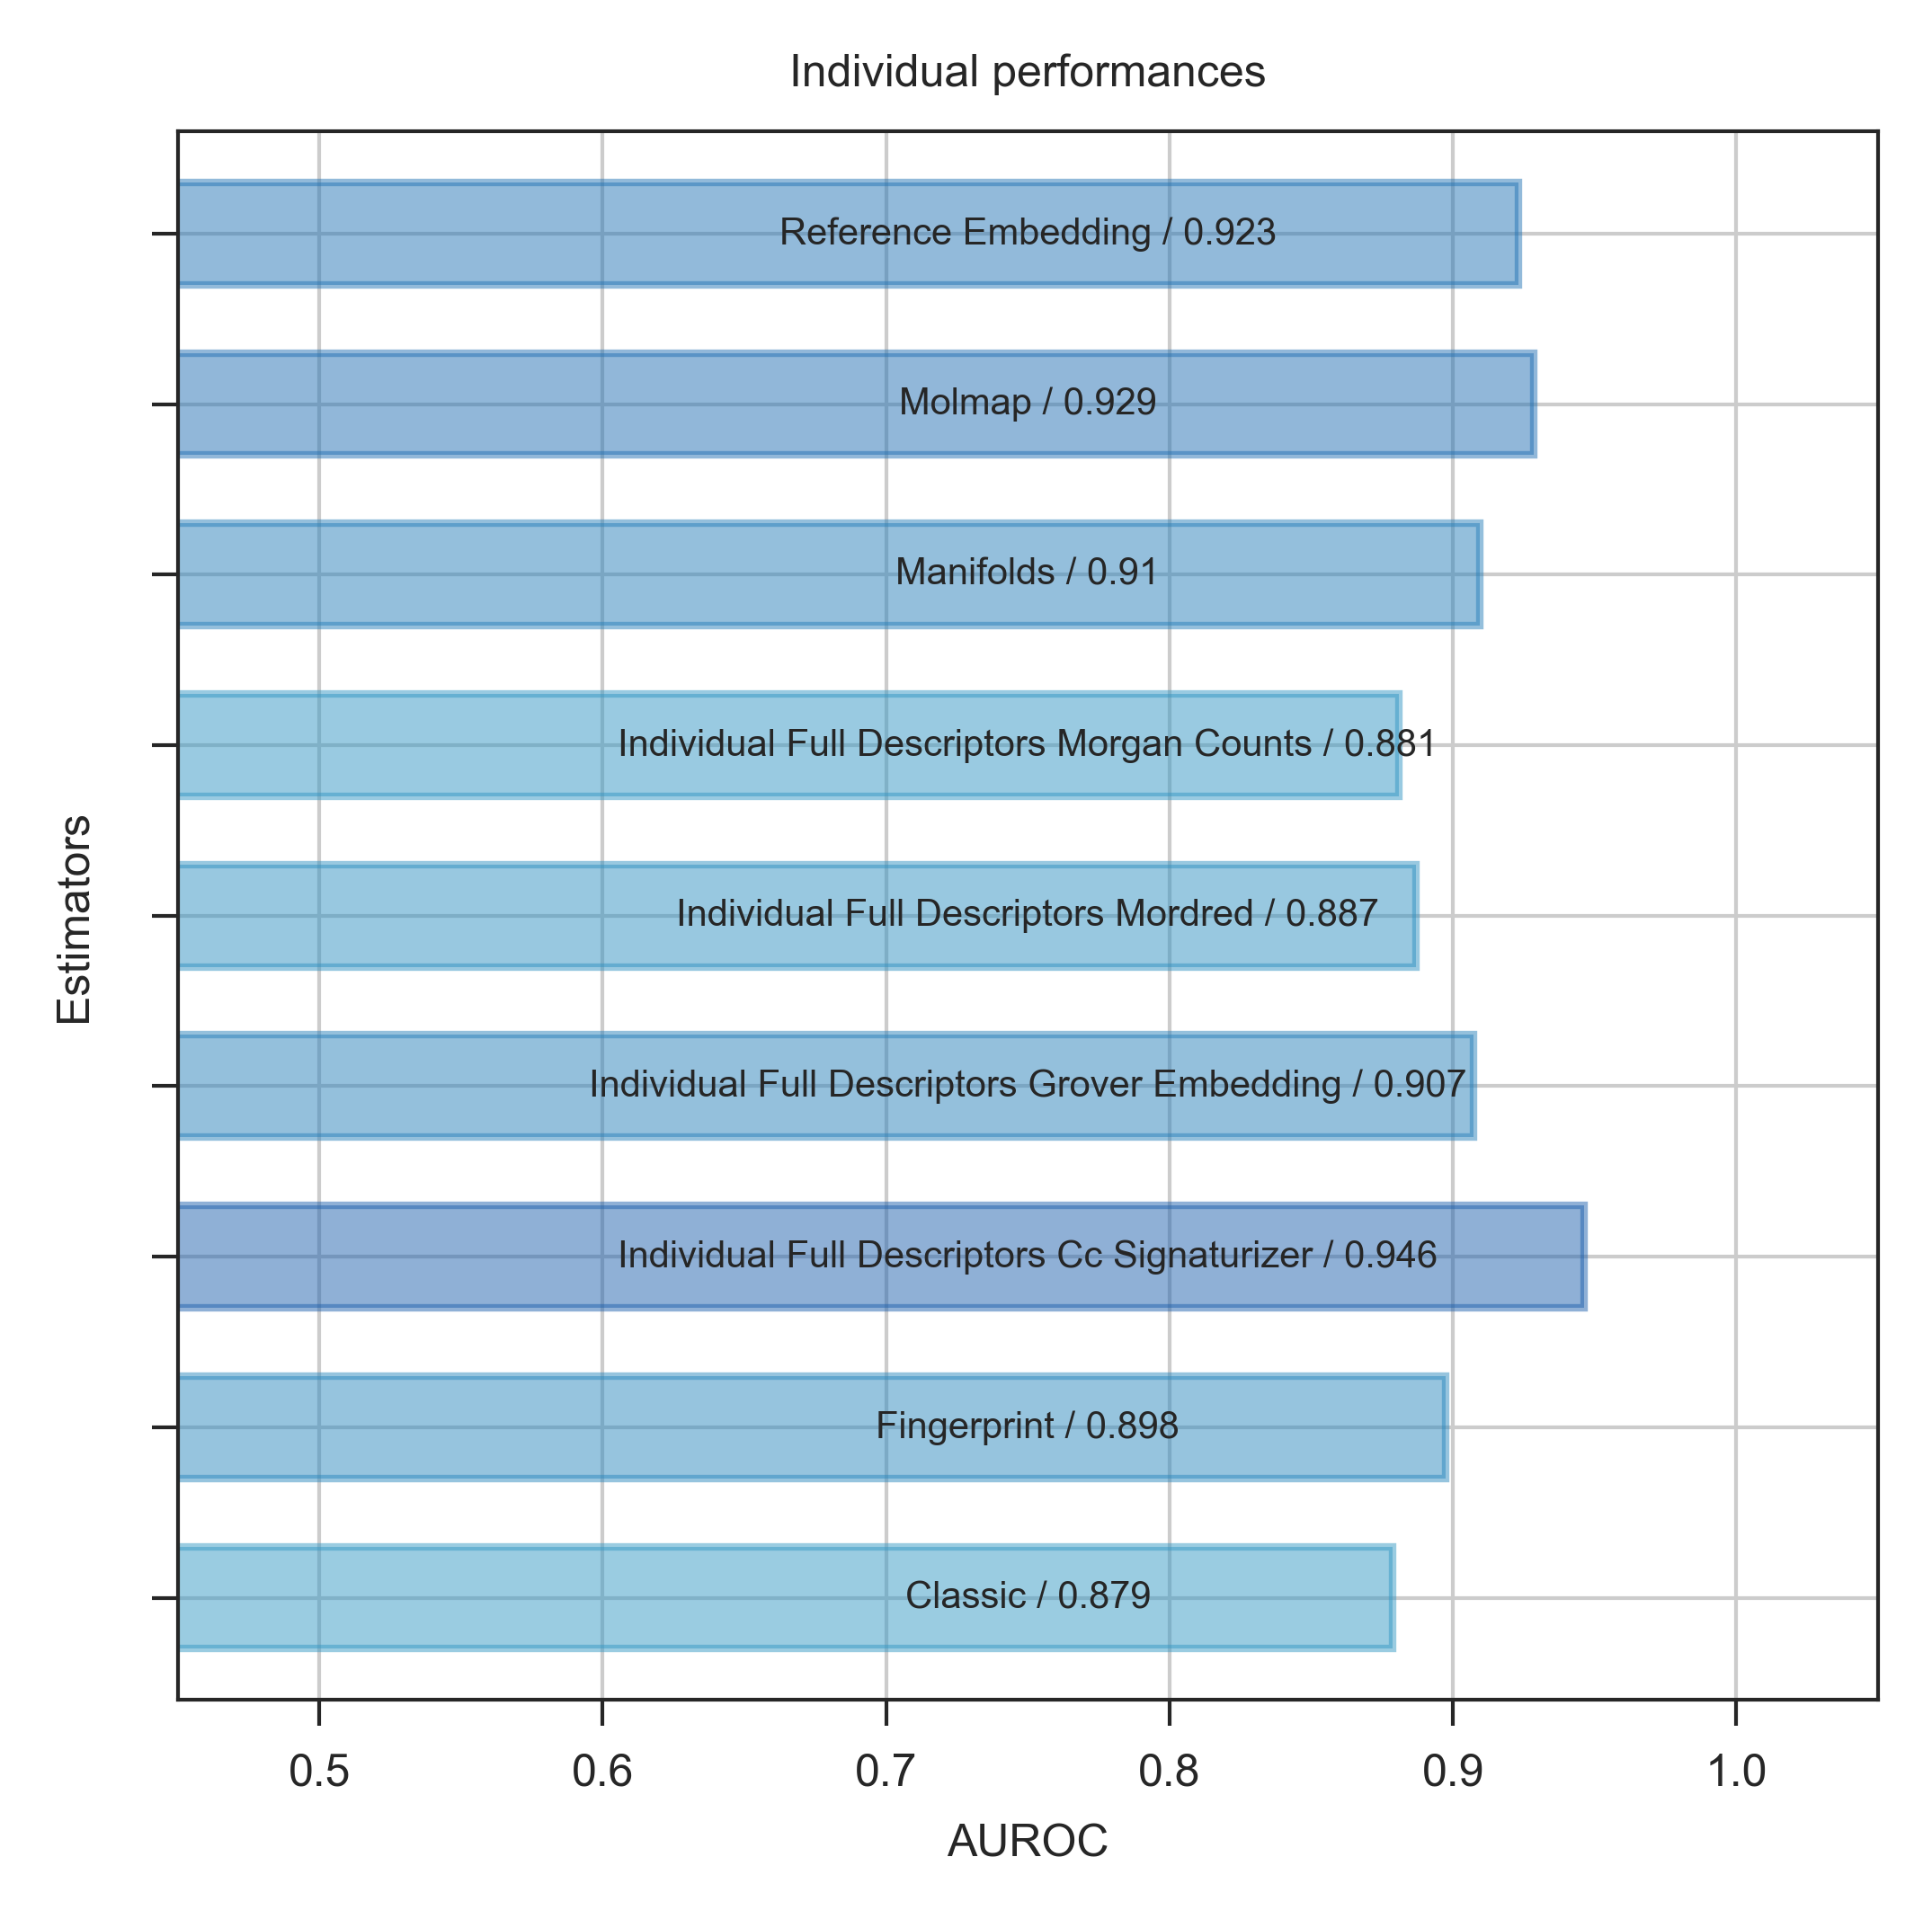 Individual performances
Reference Embedding / 0.923
Molmap / 0.929
Manifolds / 0.91
Individual Full Descriptors Morgan Counts / 0.881
Individual Full Descriptors Mordred / 0.887
Individual Full Descriptors Grover Embedding / 0.907
Individual Full Descriptors Cc Signaturizer / 0.946
Fingerprint / 0.898
Classic / 0.879
Estimators
0.5 0.6 0.7 0.8 0.9 1.0
AUROC